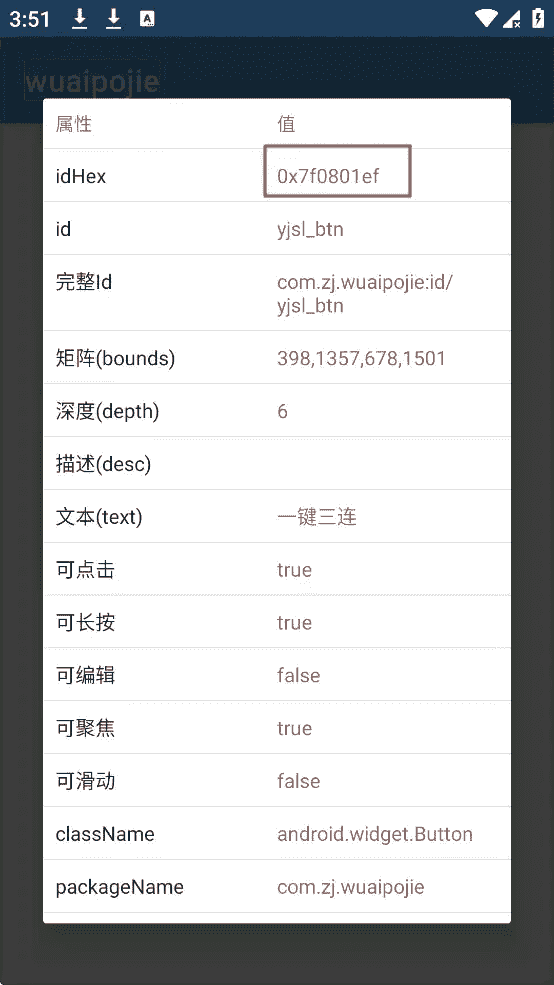 3:51
A
wuaipojie
属性 值
idHex 0x7f0801ef
id yjsl_btn
完整Id com.zj.wuaipojie:id/
yjsl_btn
矩阵(bounds) 398,1357,678,1501
深度(depth) 6
描述(desc)
文本(text) 一键三连
可点击 true
可长按 true
可编辑 false
可聚焦 true
可滑动 false
className android.widget.Button
packageName com.zj.wuaipojie